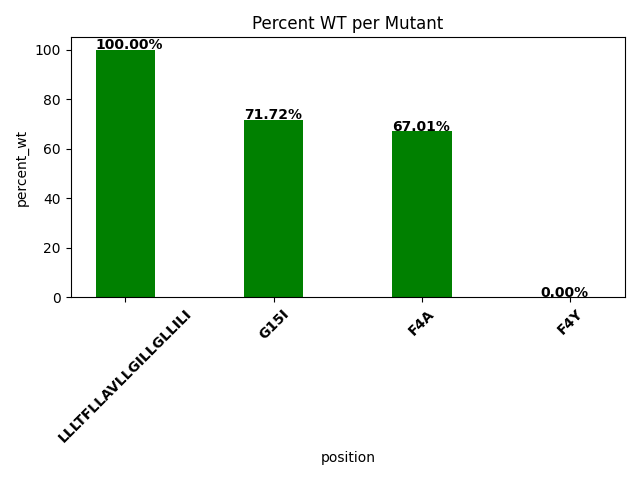 Percent WT per Mutant
percent_wt
100
80
60
40
20
0
100.00%
71.72%
67.01%
0.00%
LLLTFLLAVLLGILLGLLILI
G15I
F4A
F4Y
position